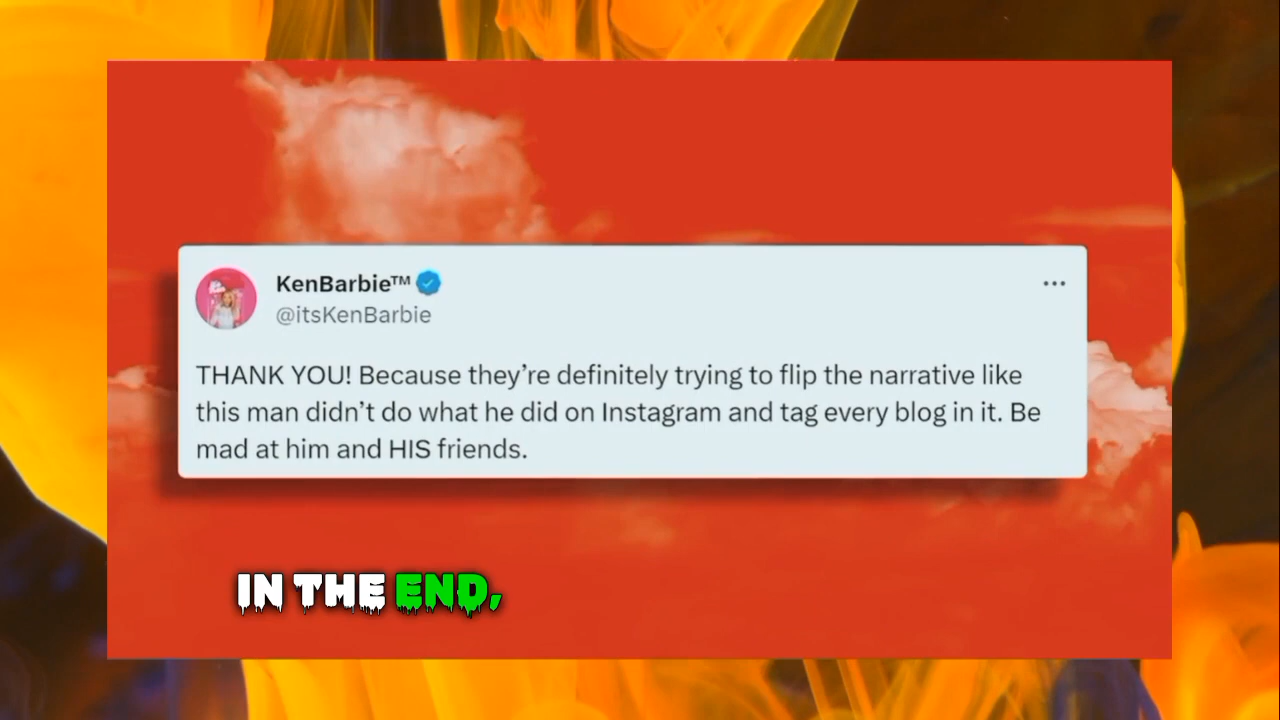 KenBarbie™
@itsKenBarbie
THANK YOU! Because they’re definitely trying to flip the narrative like
this man didn’t do what he did on Instagram and tag every blog in it. Be
mad at him and HIS friends.
IN THE END,